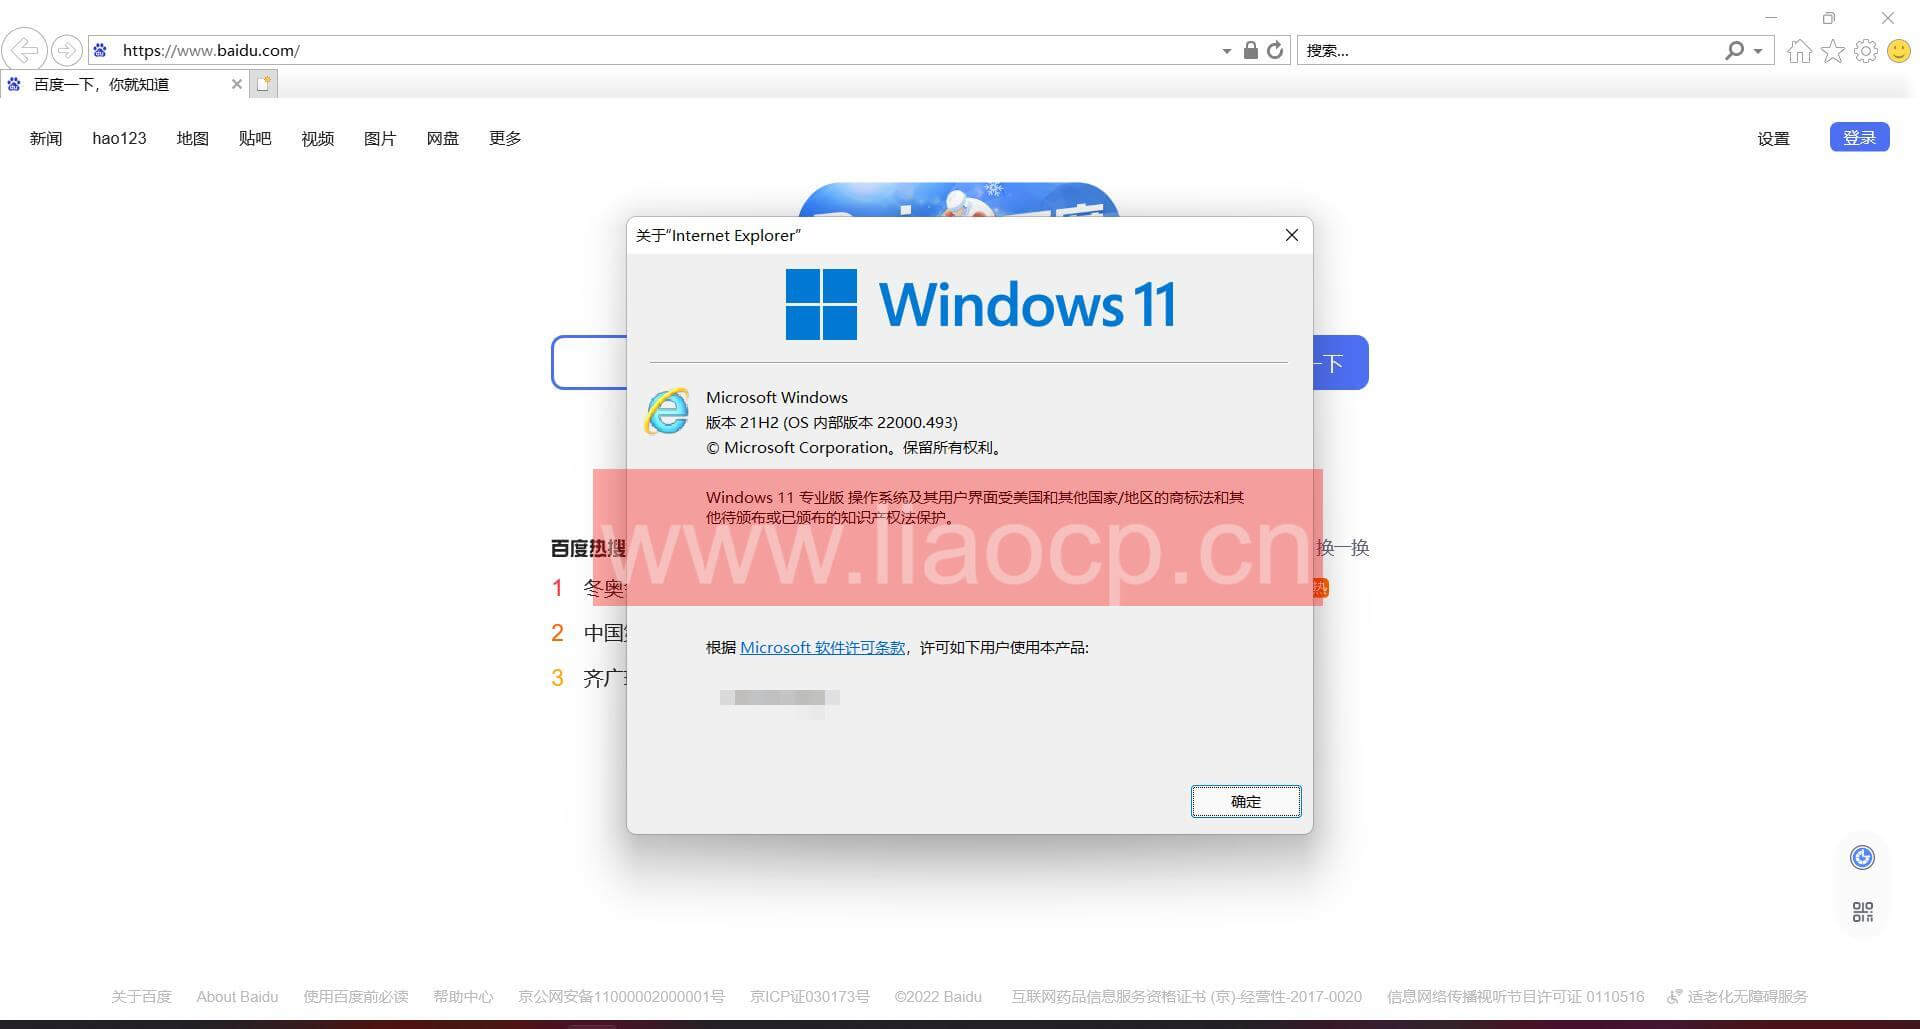 https://www.baidu.com/
搜索...
百度一下，你就知道
新闻 hao123 地图 贴吧 视频 图片 网盘 更多
设置 登录
关于“Internet Explorer”
Windows 11
一下
Microsoft Windows
版本 21H2 (OS 内部版本 22000.493)
© Microsoft Corporation。保留所有权利。
Windows 11 专业版 操作系统及其用户界面受美国和其他国家/地区的商标法和其
他待颁布或已颁布的知识产权法保护。
www.liaocp.cn
百度热搜 换一换
1 冬奥 热
2 中国
3 齐广
根据 Microsoft 软件许可条款，许可如下用户使用本产品:
确定
关于百度 About Baidu 使用百度前必读 帮助中心 京公网安备11000002000001号 京ICP证030173号 ©2022 Baidu 互联网药品信息服务资格证书 (京)-经营性-2017-0020 信息网络传播视听节目许可证 0110516 适老化无障碍服务